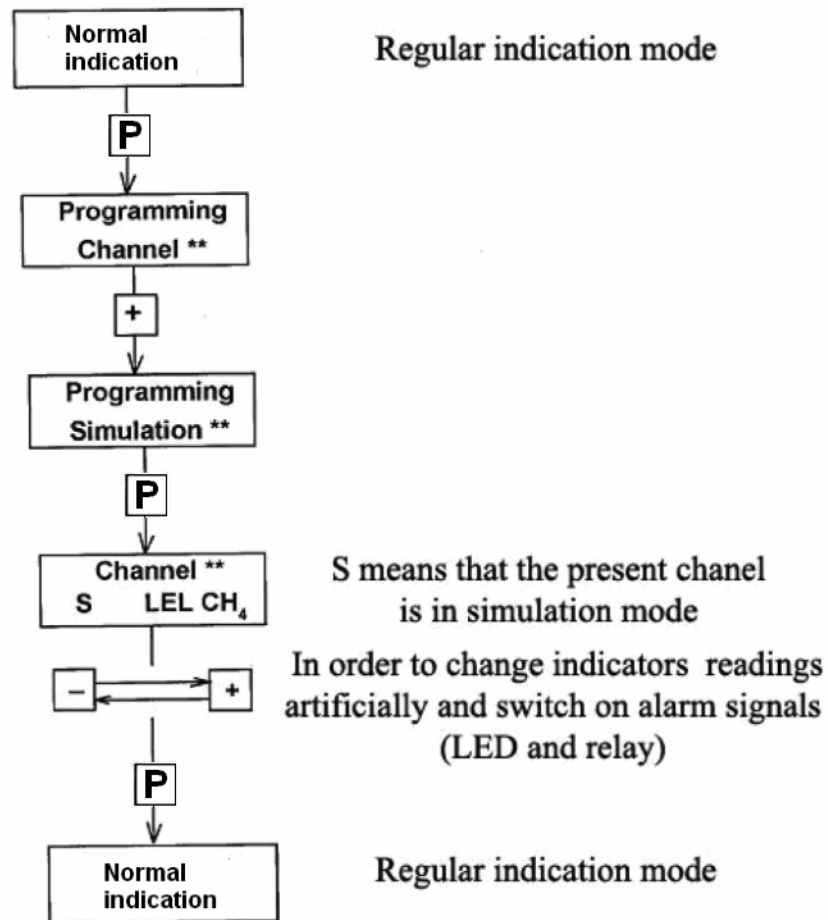 Normal
indication
Regular indication mode
P
Programming
Channel **
+
Programming
Simulation **
P
Channel **
S LEL CH₄
S means that the present chanel
is in simulation mode
In order to change indicators readings
artificially and switch on alarm signals
(LED and relay)
− +
P
Normal
indication
Regular indication mode